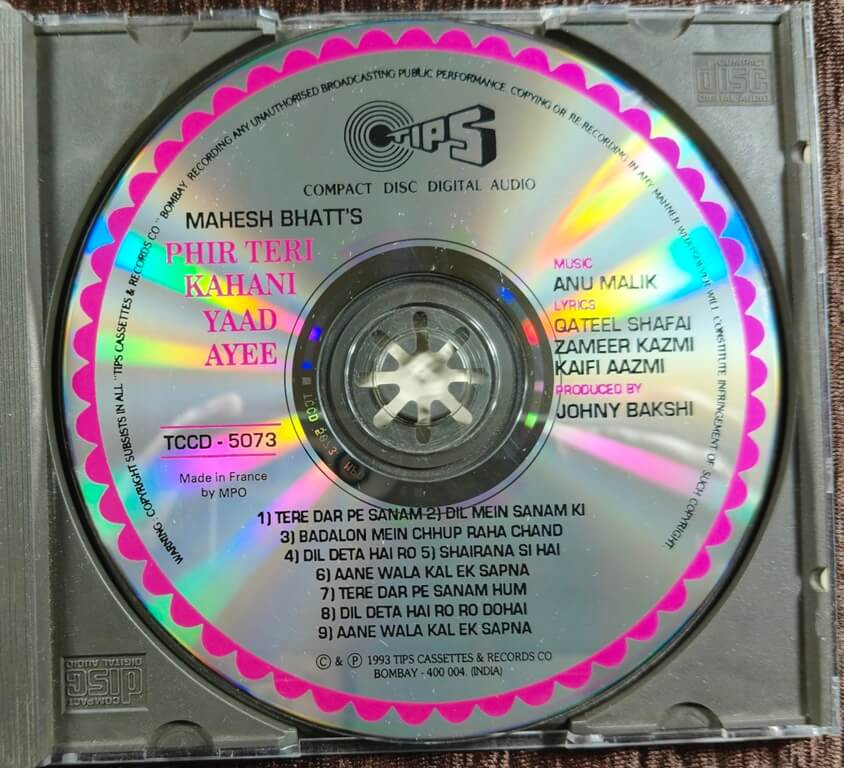 WARNING : COPYRIGHT SUBSISTS IN ALL "TIPS CASSETTES & RECORDS CO" BOMBAY. RECORDING ANY UNAUTHORISED BROADCASTING PUBLIC PERFORMANCE. COPYING OR RE-RECORDING IN ANY MANNER WHATSOEVER WILL CONSTITUTE INFRINGEMENT OF SUCH COPYRIGHT
COMPACT
disc
DIGITAL AUDIO
TIPS
COMPACT DISC DIGITAL AUDIO
MAHESH BHATT'S
PHIR TERI
KAHANI
YAAD
AYEE
MUSIC
ANU MALIK
LYRICS
QATEEL SHAFAI
ZAMEER KAZMI
KAIFI AAZMI
PRODUCED BY
JOHNY BAKSHI
TCCD - 5073
Made in France
by MPO
1) TERE DAR PE SANAM 2) DIL MEIN SANAM KI
3) BADALON MEIN CHHUP RAHA CHAND
4) DIL DETA HAI RO 5) SHAIRANA SI HAI
6) AANE WALA KAL EK SAPNA
7) TERE DAR PE SANAM HUM
8) DIL DETA HAI RO RO DOHAI
9) AANE WALA KAL EK SAPNA
© & ℗ 1993 TIPS CASSETTES & RECORDS CO
BOMBAY - 400 004. (INDIA)
COMPACT
disc
DIGITAL AUDIO